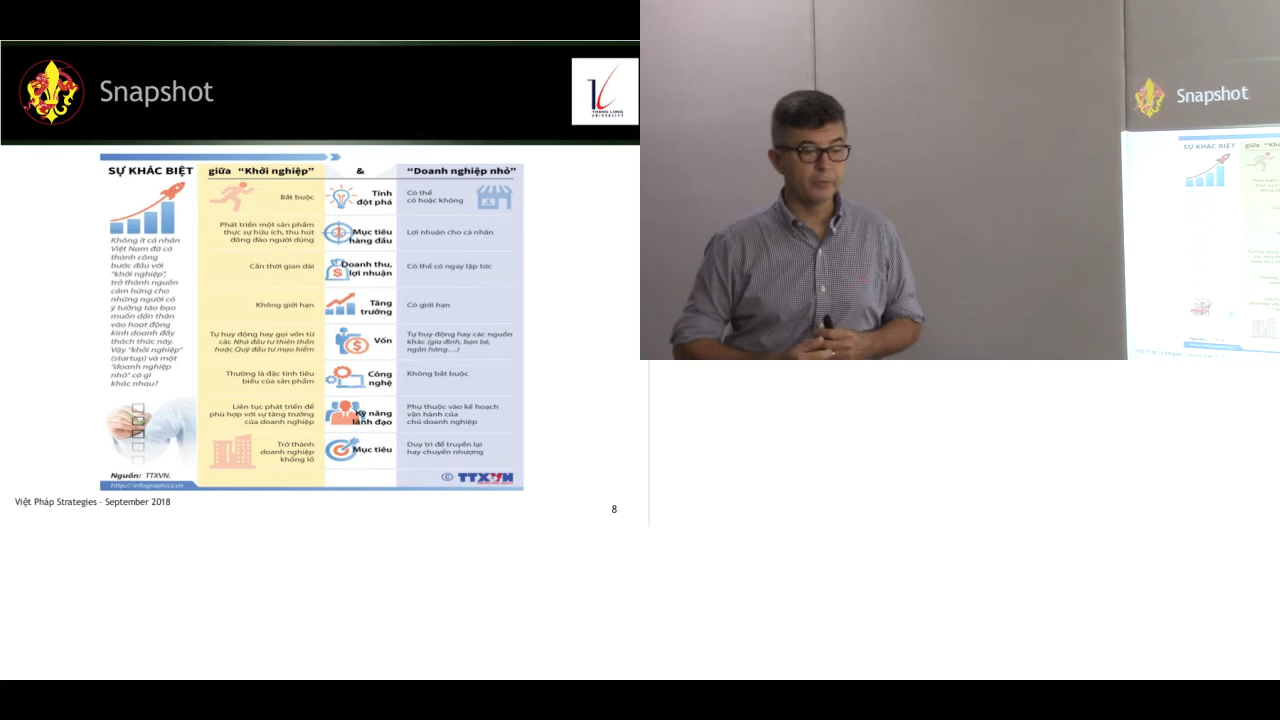 Snapshot
THANG LONG
UNIVERSITY
SỰ KHÁC BIỆT giữa “Khởi nghiệp” & “Doanh nghiệp nhỏ”
Không ít cá nhân
Việt Nam đã có
thành công
bước đầu với
“khởi nghiệp”,
trở thành nguồn
cảm hứng cho
những người có
ý tưởng táo bạo
muốn dấn thân
vào hoạt động
kinh doanh đầy
thách thức này.
Vậy “khởi nghiệp”
(startup) và một
“doanh nghiệp
nhỏ” có gì
khác nhau?
Nguồn: TTXVN.
http://infographics.vn
Bắt buộc
Tính
đột phá
Có thể
có hoặc không
Phát triển một sản phẩm
thực sự hữu ích, thu hút
đông đảo người dùng
Mục tiêu
hàng đầu
Lợi nhuận cho cá nhân
Cần thời gian dài
Doanh thu,
lợi nhuận
Có thể có ngay lập tức
Không giới hạn
Tăng
trưởng
Có giới hạn
Tự huy động hay gọi vốn từ
các Nhà đầu tư thiên thần
hoặc Quỹ đầu tư mạo hiểm
Vốn
Tự huy động hay các nguồn
khác (gia đình, bạn bè,
ngân hàng....)
Thường là đặc tính tiêu
biểu của sản phẩm
Công
nghệ
Không bắt buộc
Liên tục phát triển để
phù hợp với sự tăng trưởng
của doanh nghiệp
Kỹ năng
lãnh đạo
Phụ thuộc vào kế hoạch
vận hành của
chủ doanh nghiệp
Trở thành
doanh nghiệp
khổng lồ
Mục tiêu
Duy trì để truyền lại
hay chuyển nhượng
© TTXVN
Việt Pháp Strategies - September 2018
8
Snapshot
SỰ KHÁC BIỆT